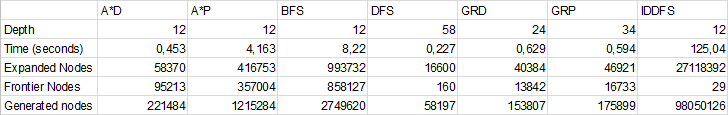 A*D A*P BFS DFS GRD GRP IDDFS
Depth 12 12 12 58 24 34 12
Time (seconds) 0,453 4,163 8,22 0,227 0,629 0,594 125,04
Expanded Nodes 58370 416753 993732 16600 40384 46921 27118392
Frontier Nodes 95213 357004 858127 160 13842 16733 29
Generated nodes 221484 1215284 2749620 58197 153807 175899 98050126